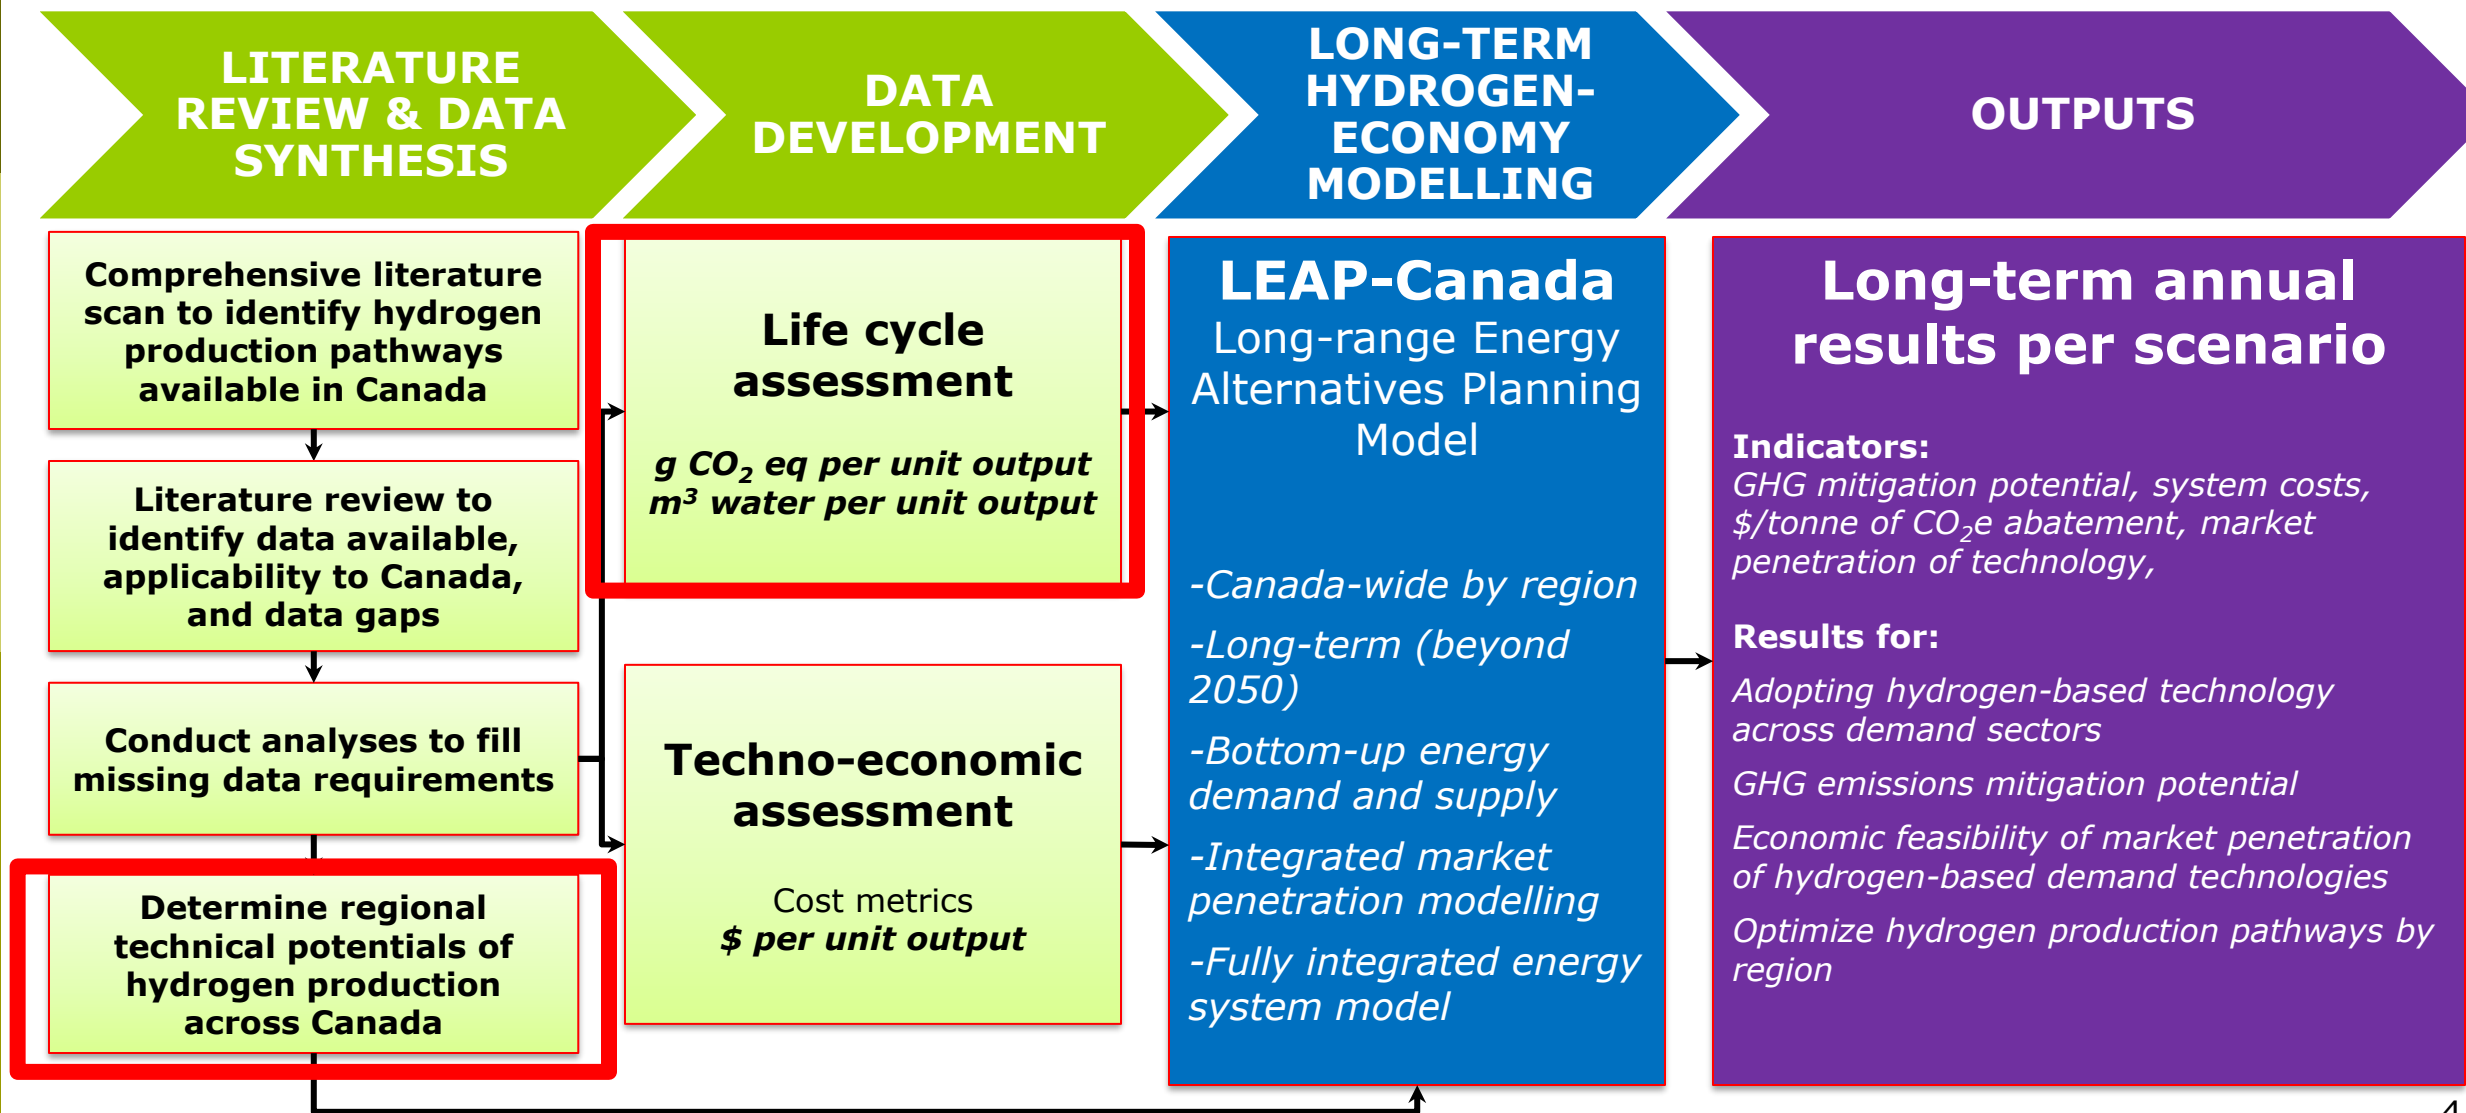 LITERATURE
REVIEW & DATA
SYNTHESIS
DATA
DEVELOPMENT
LONG-TERM
HYDROGEN-
ECONOMY
MODELLING
OUTPUTS
Comprehensive literature
scan to identify hydrogen
production pathways
available in Canada
Literature review to
identify data available,
applicability to Canada,
and data gaps
Conduct analyses to fill
missing data requirements
Determine regional
technical potentials of
hydrogen production
across Canada
Life cycle
assessment
g CO₂ eq per unit output
m³ water per unit output
Techno-economic
assessment
Cost metrics
$ per unit output
LEAP-Canada
Long-range Energy
Alternatives Planning
Model
-Canada-wide by region
-Long-term (beyond
2050)
-Bottom-up energy
demand and supply
-Integrated market
penetration modelling
-Fully integrated energy
system model
Long-term annual
results per scenario
Indicators:
GHG mitigation potential, system costs,
$/tonne of CO₂e abatement, market
penetration of technology,
Results for:
Adopting hydrogen-based technology
across demand sectors
GHG emissions mitigation potential
Economic feasibility of market penetration
of hydrogen-based demand technologies
Optimize hydrogen production pathways by
region
4